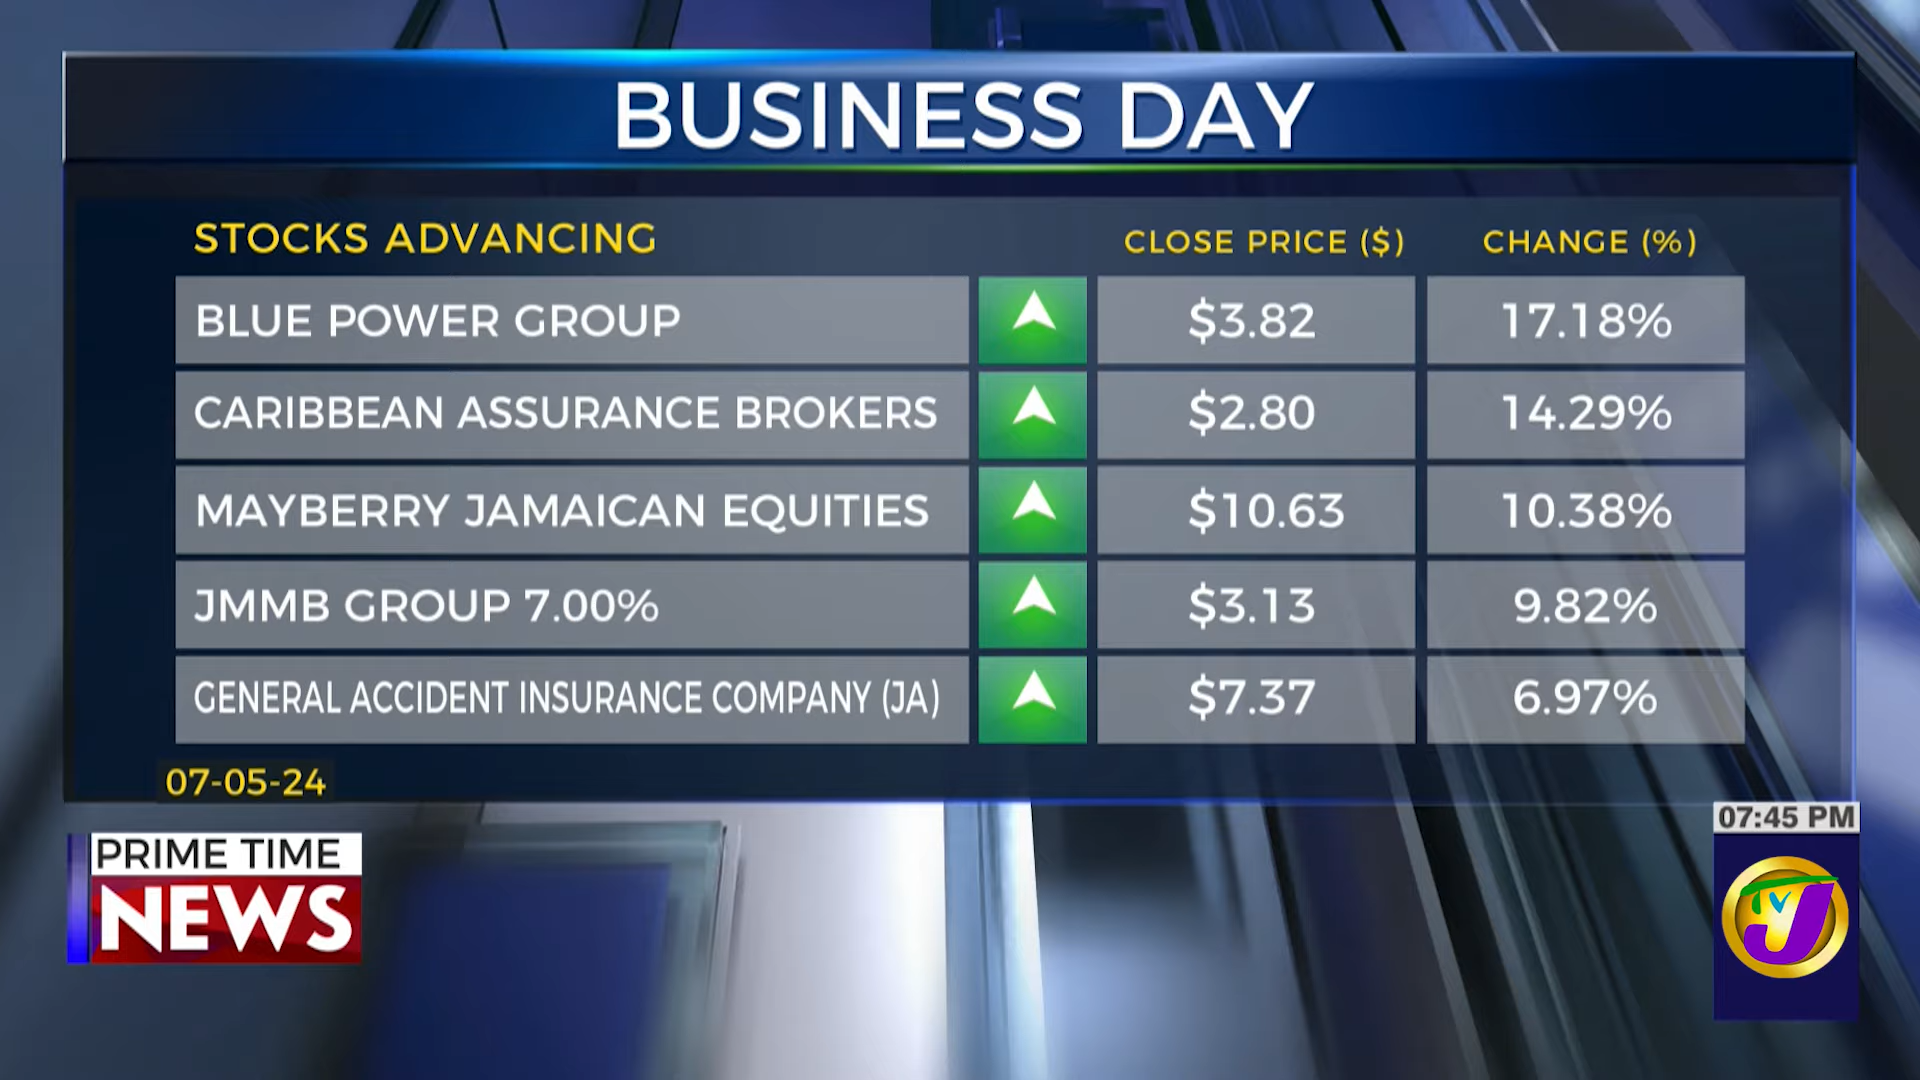 BUSINESS DAY
STOCKS ADVANCING CLOSE PRICE ($) CHANGE (%)
BLUE POWER GROUP $3.82 17.18%
CARIBBEAN ASSURANCE BROKERS $2.80 14.29%
MAYBERRY JAMAICAN EQUITIES $10.63 10.38%
JMMB GROUP 7.00% $3.13 9.82%
GENERAL ACCIDENT INSURANCE COMPANY (JA) $7.37 6.97%
07-05-24
07:45 PM
PRIME TIME
NEWS
TVJ